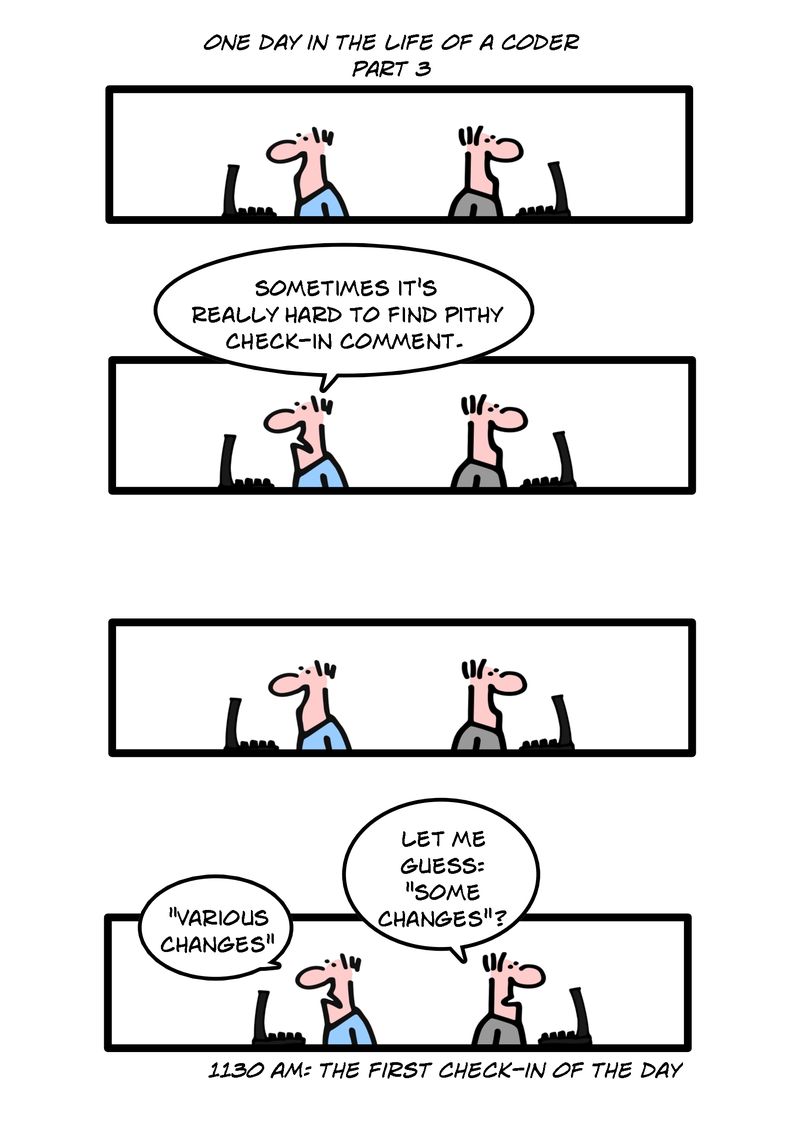 ONE DAY IN THE LIFE OF A CODER
PART 3
SOMETIMES IT'S
REALLY HARD TO FIND PITHY
CHECK-IN COMMENT.
LET ME
GUESS:
"SOME
CHANGES"?
"VARIOUS
CHANGES"
1130 AM: THE FIRST CHECK-IN OF THE DAY